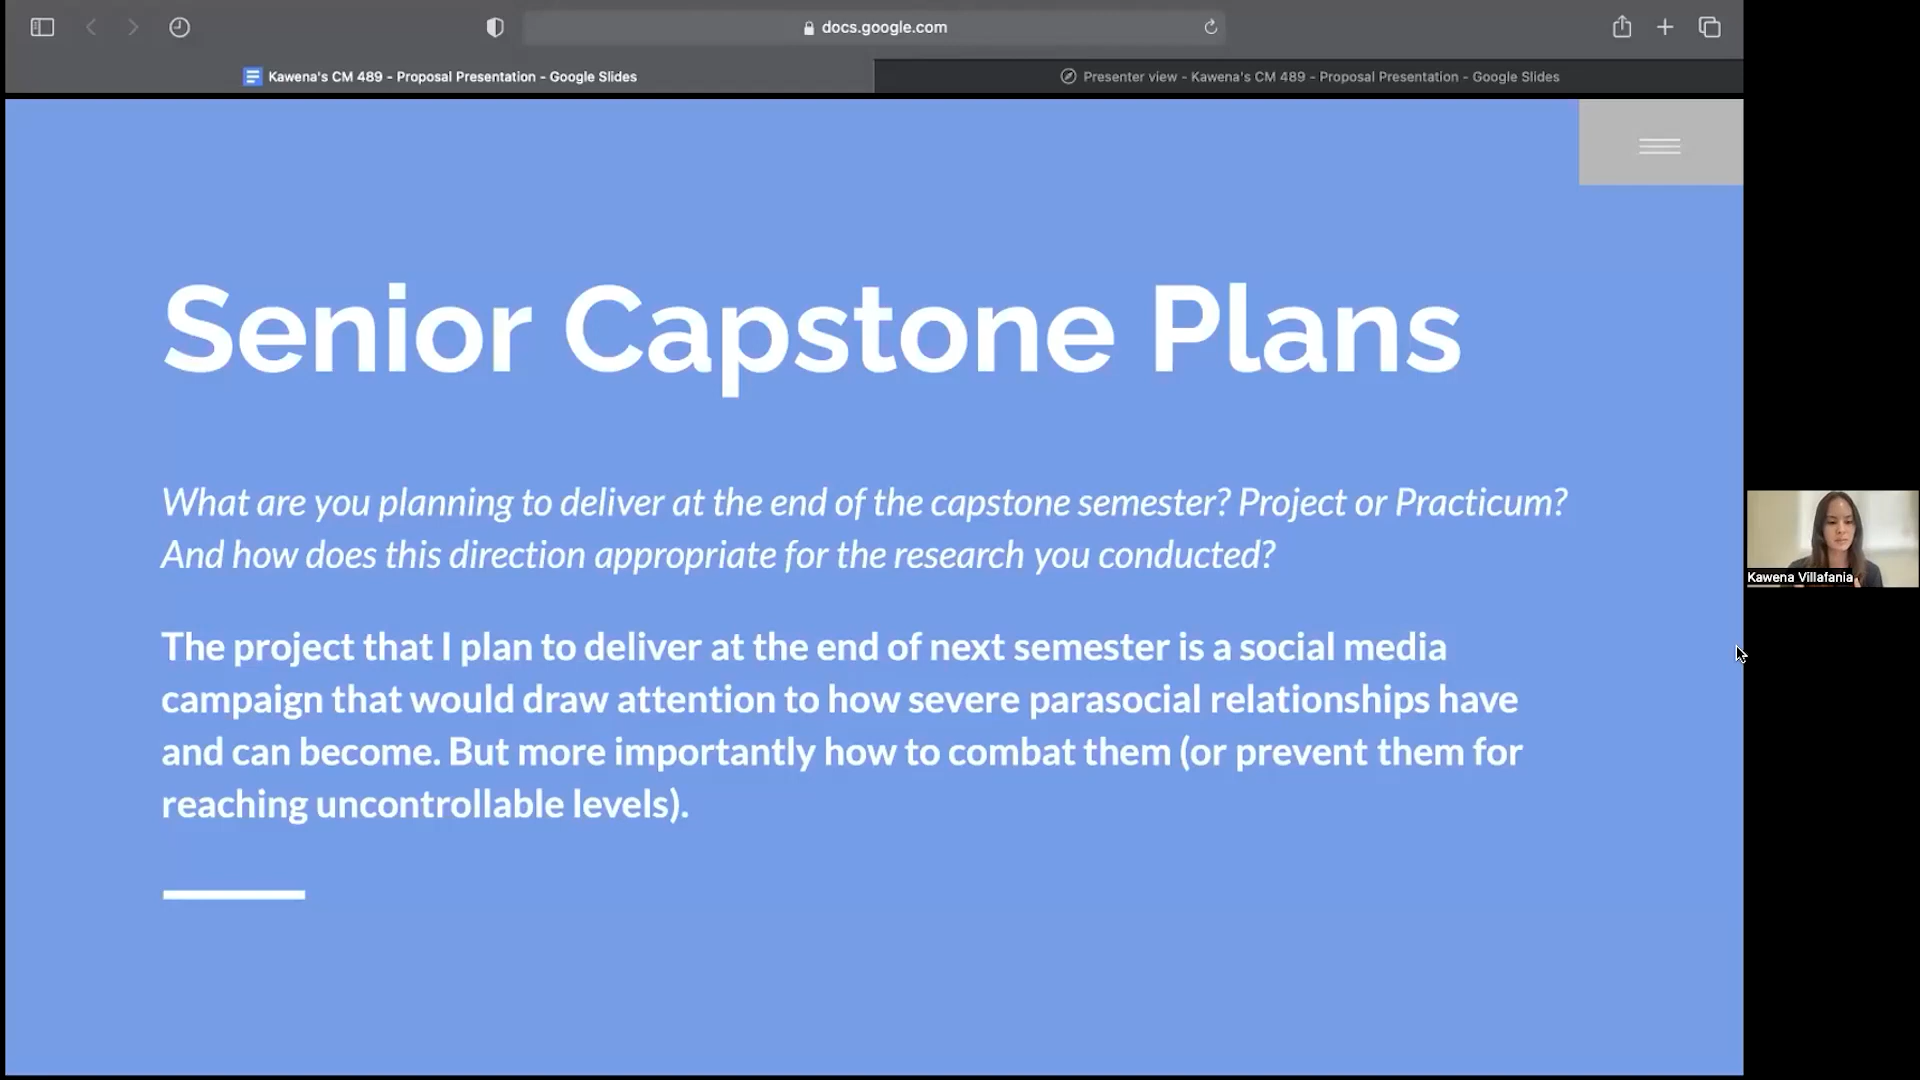 docs.google.com
Kawena's CM 489 - Proposal Presentation - Google Slides
Presenter view - Kawena's CM 489 - Proposal Presentation - Google Slides
Senior Capstone Plans
What are you planning to deliver at the end of the capstone semester? Project or Practicum?
And how does this direction appropriate for the research you conducted?
The project that I plan to deliver at the end of next semester is a social media
campaign that would draw attention to how severe parasocial relationships have
and can become. But more importantly how to combat them (or prevent them for
reaching uncontrollable levels).
Kawena Villafania